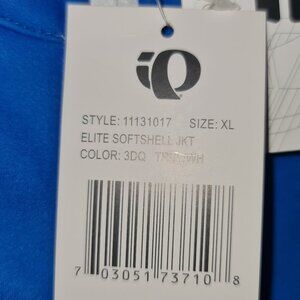 STYLE: 11131017 SIZE: XL
ELITE SOFTSHELL JKT
COLOR: 3DQ
7 03051 73710 8